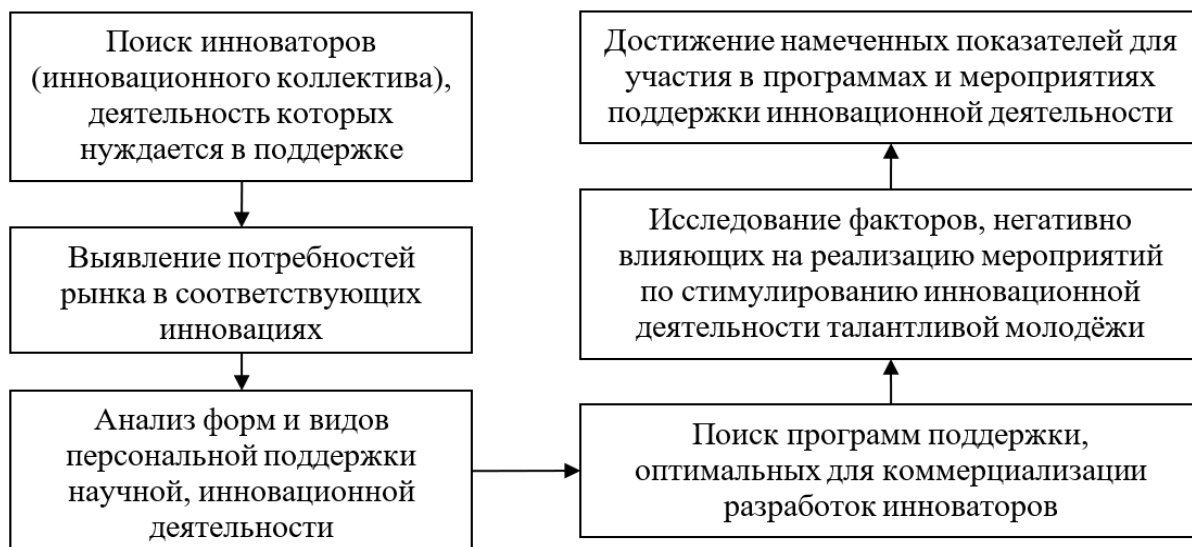 Поиск инноваторов
(инновационного коллектива),
деятельность которых
нуждается в поддержке
Выявление потребностей
рынка в соответствующих
инновациях
Анализ форм и видов
персональной поддержки
научной, инновационной
деятельности
Поиск программ поддержки,
оптимальных для коммерциализации
разработок инноваторов
Исследование факторов, негативно
влияющих на реализацию мероприятий
по стимулированию инновационной
деятельности талантливой молодёжи
Достижение намеченных показателей для
участия в программах и мероприятиях
поддержки инновационной деятельности